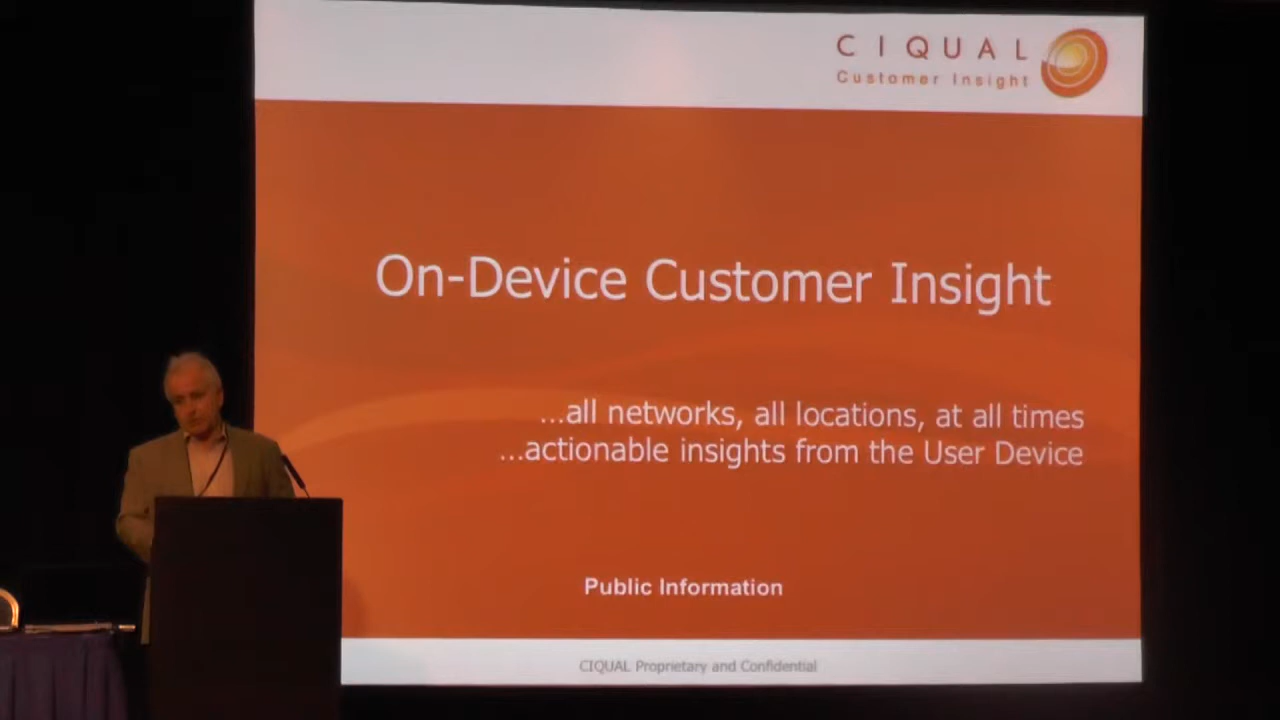 CIQUAL
Customer Insight
On-Device Customer Insight
...all networks, all locations, at all times
...actionable insights from the User Device
Public Information
CIQUAL Proprietary and Confidential